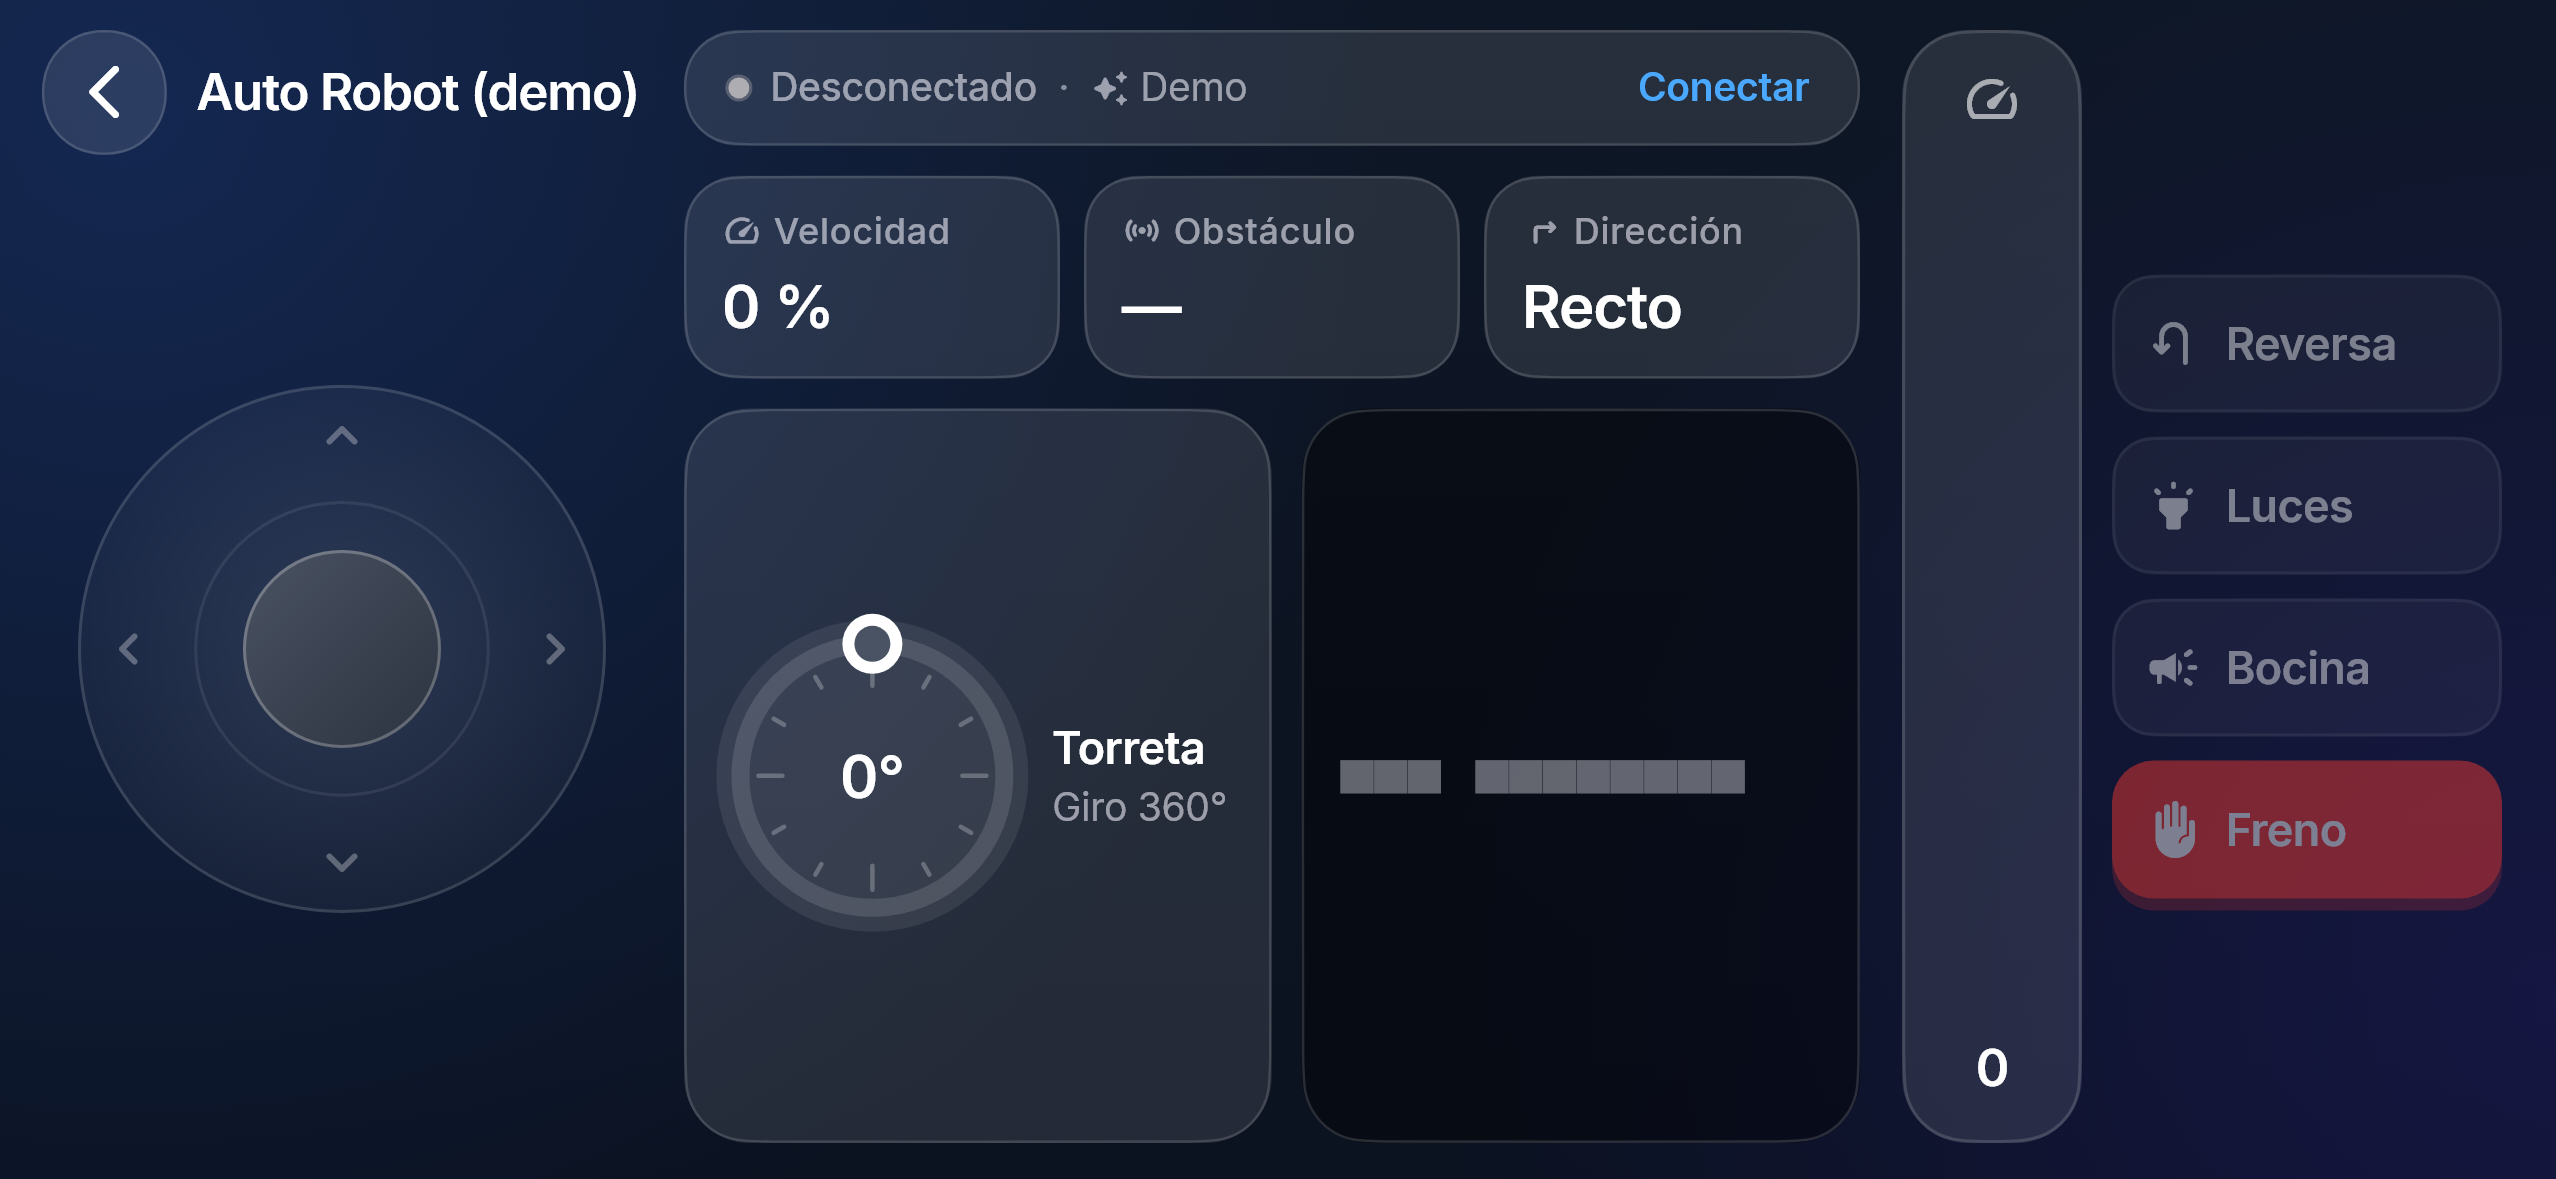 Auto Robot (demo)
Desconectado · Demo
Conectar
Velocidad
0 %
Obstáculo
—
Dirección
Recto
0°
Torreta
Giro 360°
0
Reversa
Luces
Bocina
Freno